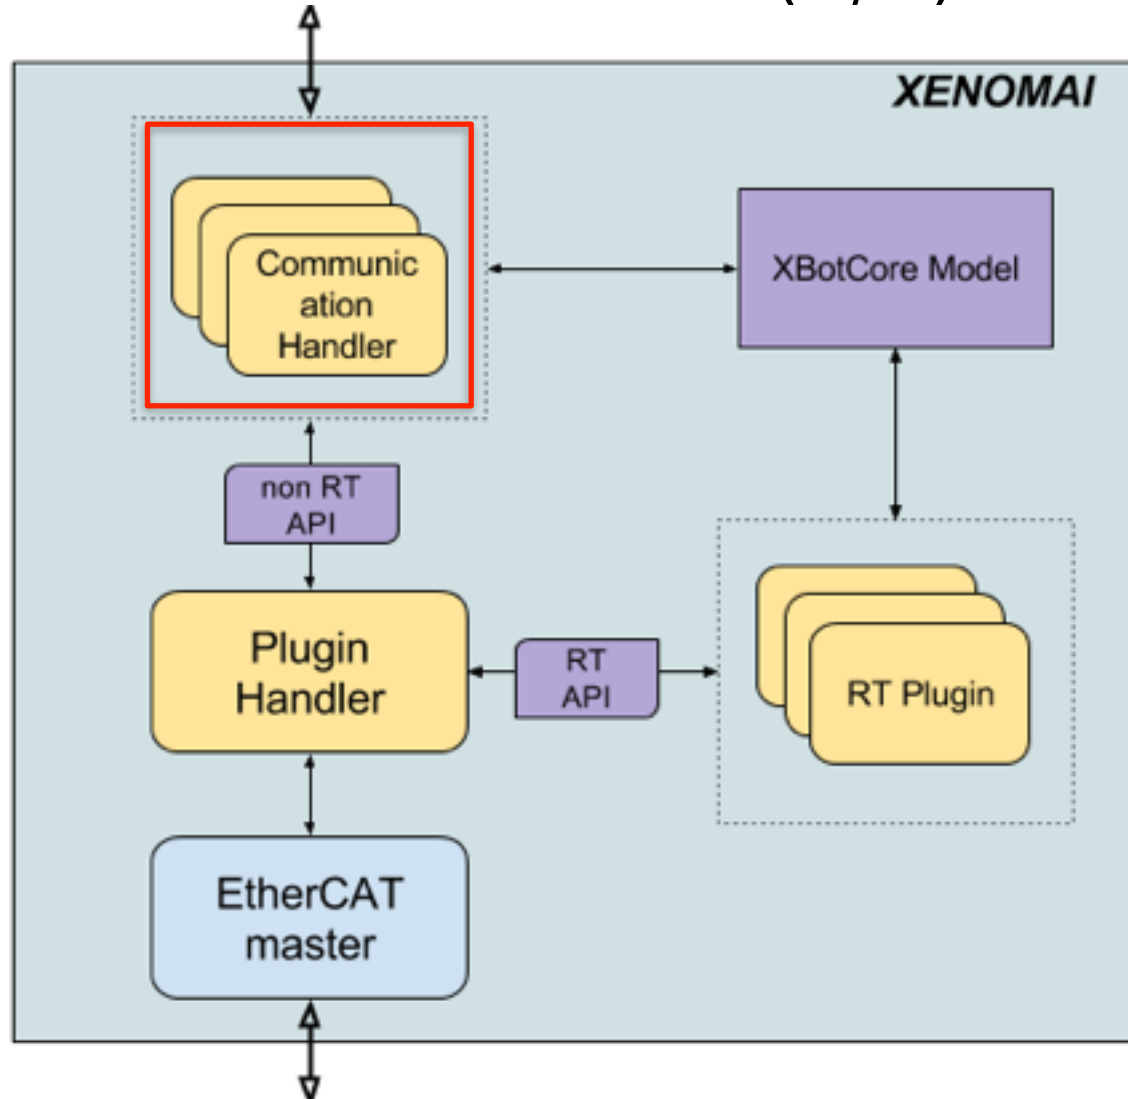 XENOMAI
Communic
ation
Handler
XBotCore Model
non RT
API
Plugin
Handler
RT
API
RT Plugin
EtherCAT
master